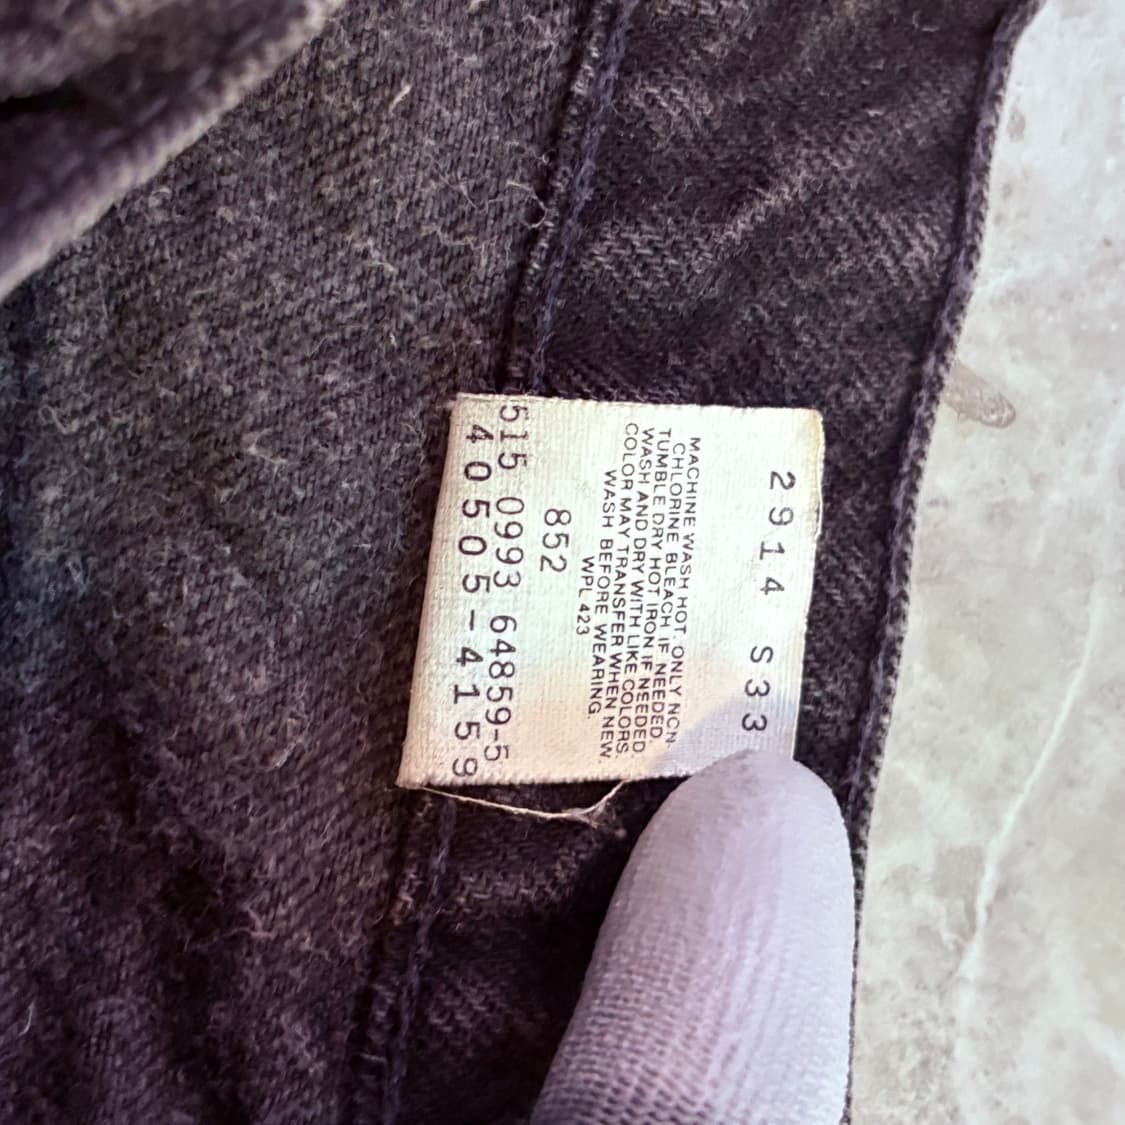 2914 S33
MACHINE WASH HOT. ONLY NCN-
CHLORINE BLEACH IF NEEDED.
TUMBLE DRY HOT IRON IF NEEDED.
WASH AND DRY WITH LIKE COLORS.
COLOR MAY TRANSFER WHEN NEW.
WASH BEFORE WEARING.
WPL 423
852
515 0993 64859-5
40505-4159